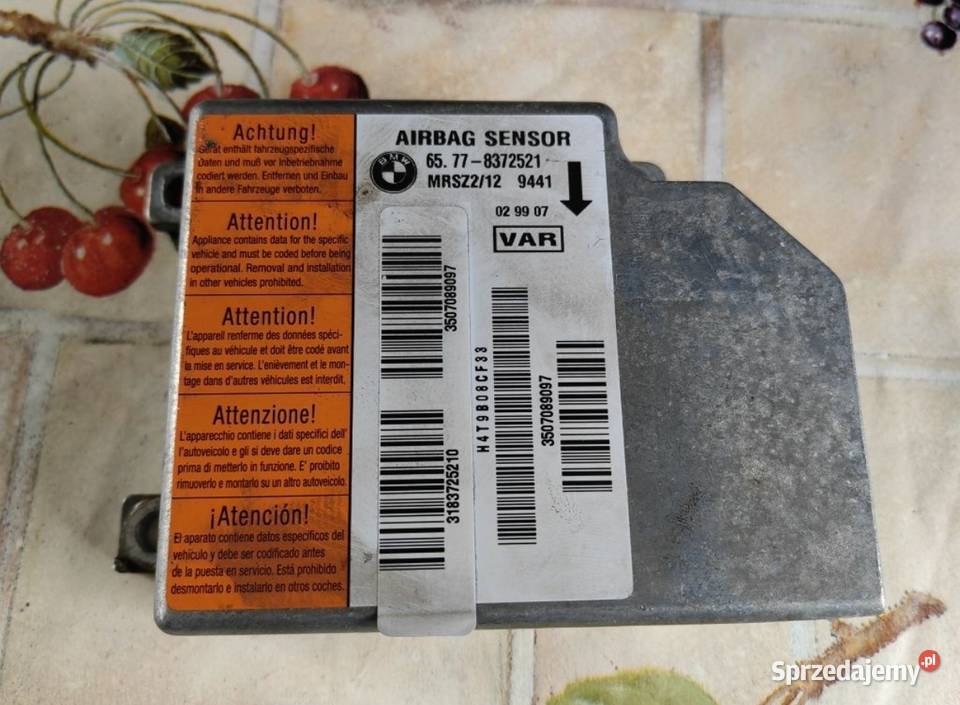 Achtung!
Gerät enthält fahrzeugspezifische
Daten und muß vor Inbetriebnahme
codiert werden. Entfernen und Einbau
in andere Fahrzeuge verboten.
Attention!
Appliance contains data for the specific
vehicle and must be coded before being
operational. Removal and installation
in other vehicles prohibited.
Attention!
L'appareil renferme des données spéci-
fiques au véhicule et doit être codé avant
la mise en service. L'enlèvement et le mon-
tage dans d'autres véhicules est interdit.
Attenzione!
L'apparecchio contiene i dati specifici dell'
autoveicolo e gli si deve dare un codice
prima di metterlo in funzione. E' proibito
rimuoverlo e montarlo su un altro autoveicolo.
¡Atención!
El aparato contiene datos específicos del
vehículo y debe ser codificado antes
de la puesta en servicio. Está prohibido
desmontarlo e instalarlo en otros coches.
AIRBAG SENSOR
BMW
65. 77-8372521
MRSZ2/12 9441
02 99 07
VAR
3507089097
3183725210
H4T9B08CF33
3507089097
Sprzedajemy.pl